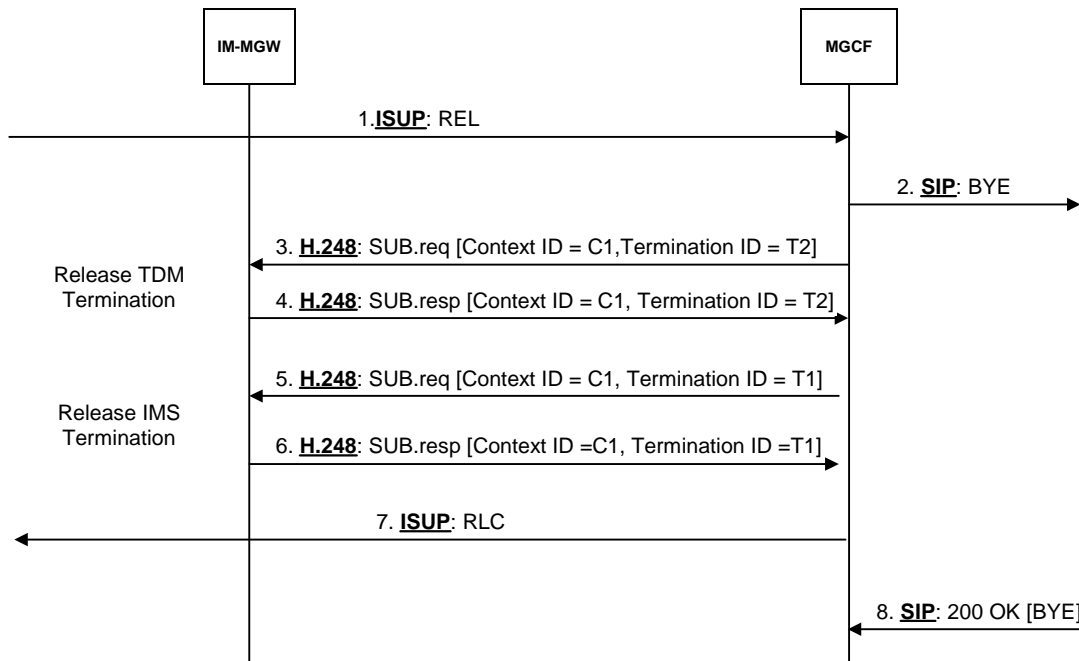 IM-MGW
MGCF
1.ISUP: REL
2. SIP: BYE
3. H.248: SUB.req [Context ID = C1,Termination ID = T2]
Release TDM
Termination
4. H.248: SUB.resp [Context ID = C1, Termination ID = T2]
5. H.248: SUB.req [Context ID = C1, Termination ID = T1]
Release IMS
Termination
6. H.248: SUB.resp [Context ID =C1, Termination ID =T1]
7. ISUP: RLC
8. SIP: 200 OK [BYE]